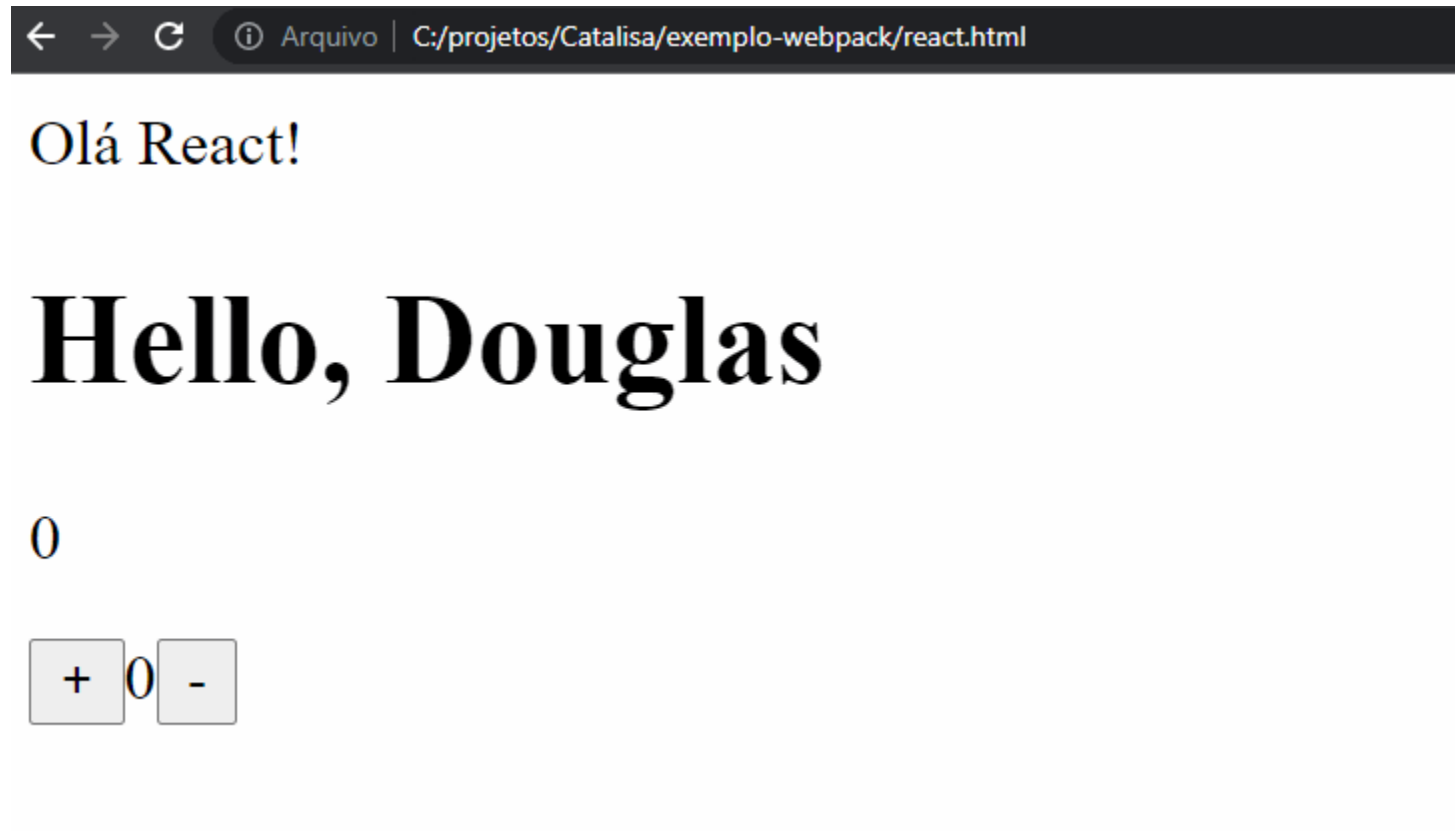 Arquivo | C:/projetos/Catalisa/exemplo-webpack/react.html
Olá React!
Hello, Douglas
0
+ 0 -